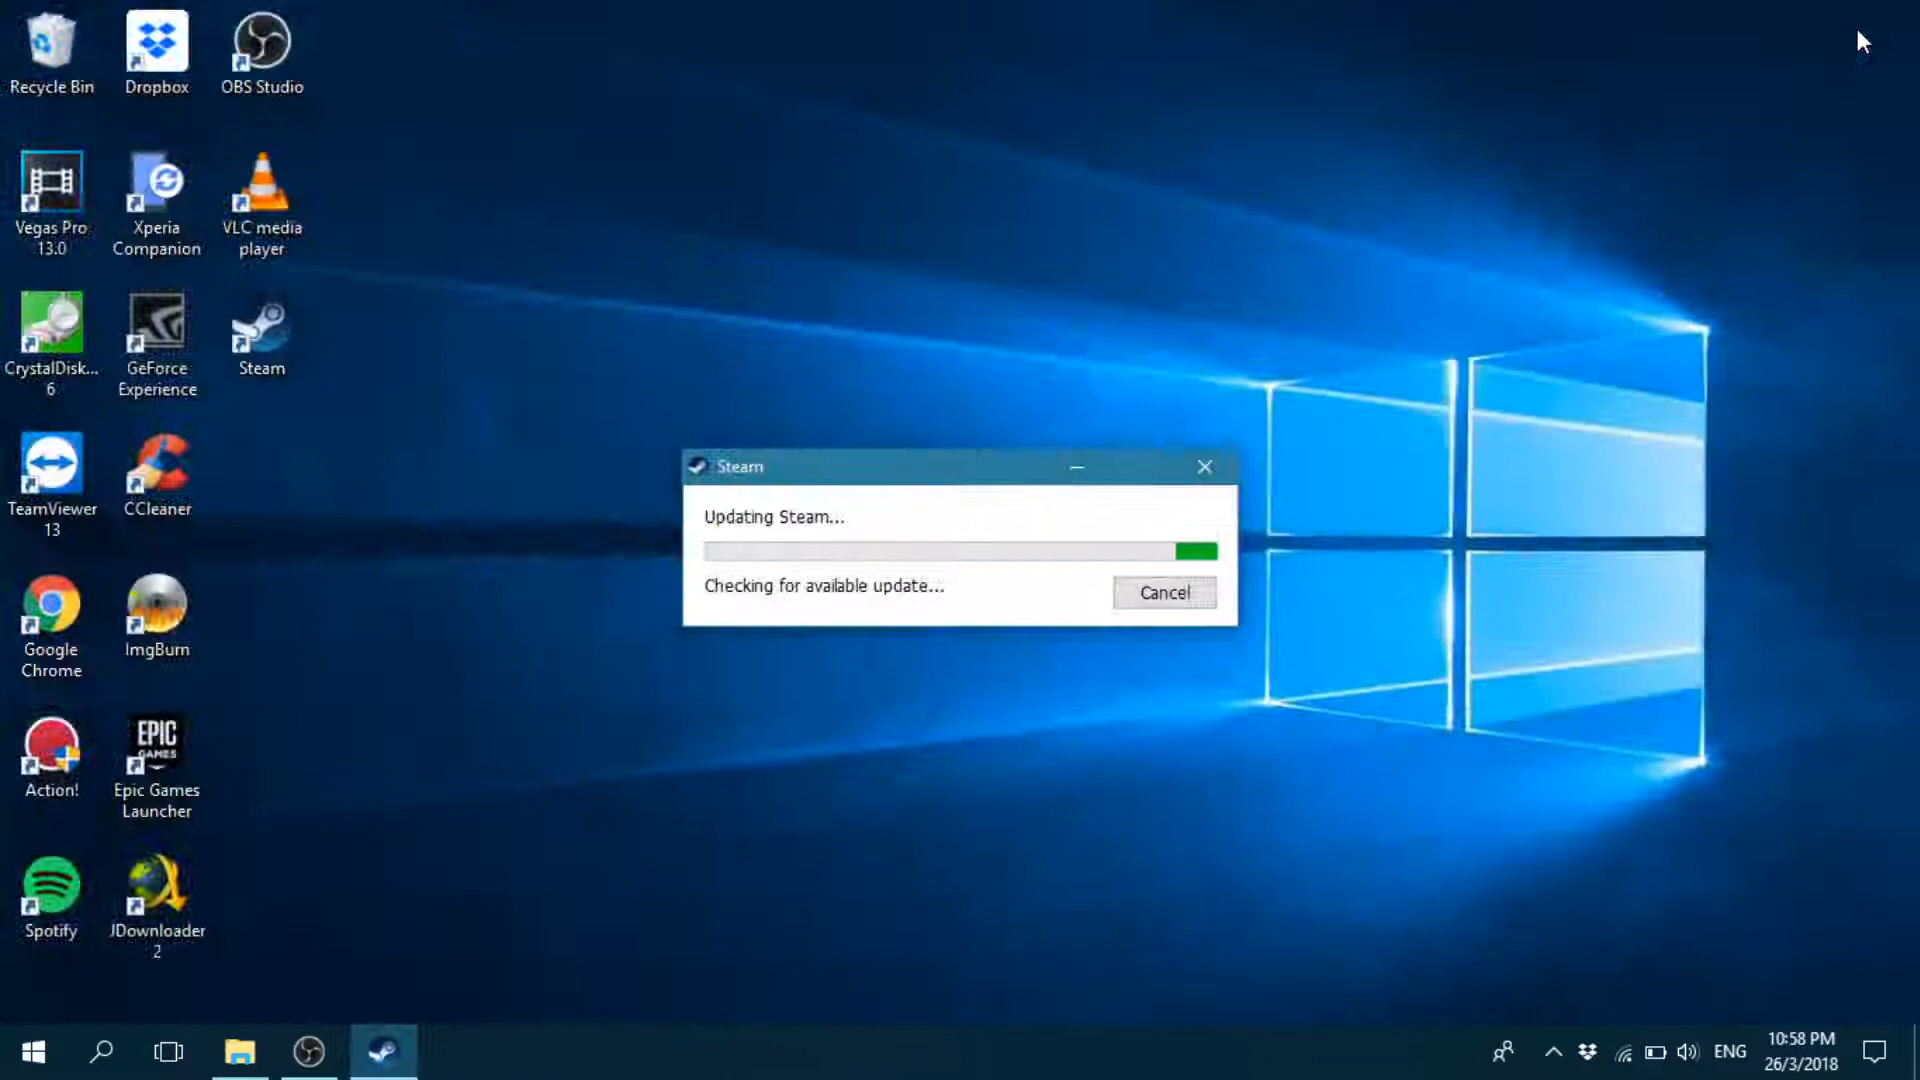 Recycle Bin
Dropbox
OBS Studio
Vegas Pro
13.0
Xperia
Companion
VLC media
player
CrystalDisk...
6
GeForce
Experience
Steam
TeamViewer
13
CCleaner
Google
Chrome
ImgBurn
Action!
EPIC
GAMES
Epic Games
Launcher
Spotify
JDownloader
2
Steam
Updating Steam...
Checking for available update...
Cancel
ENG
10:58 PM
26/3/2018